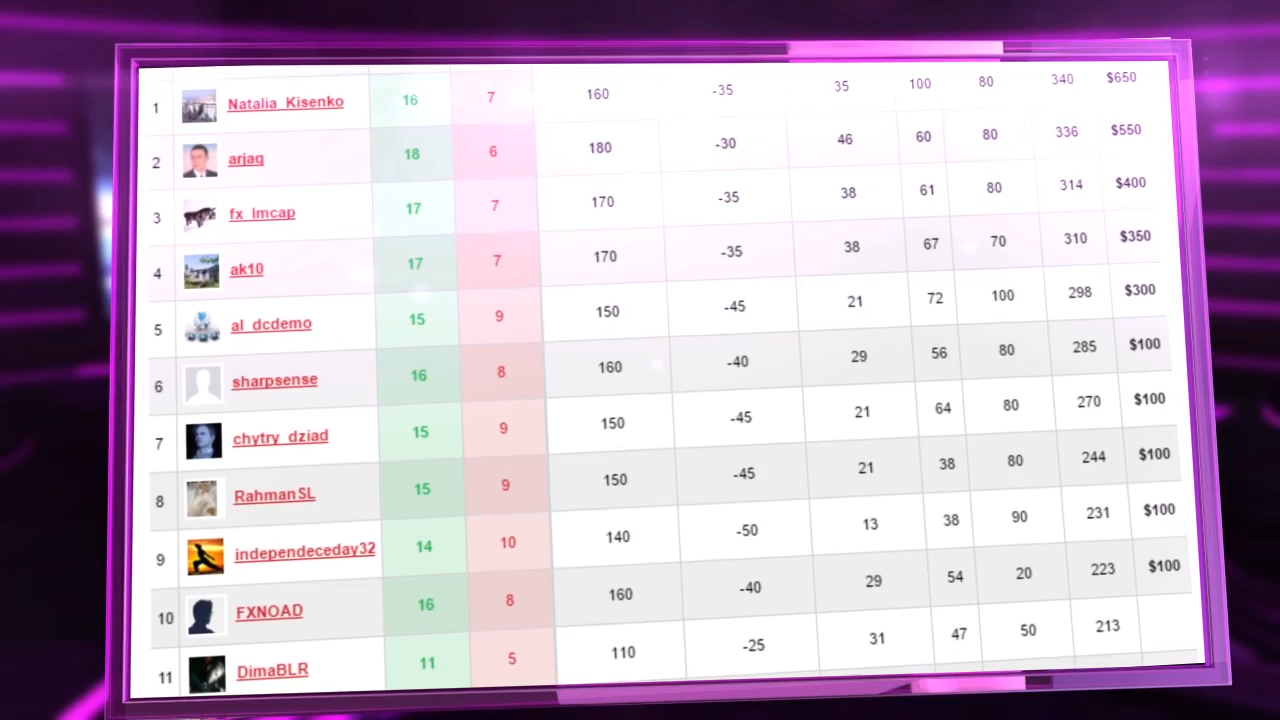 1 Natalia_Kisenko 16 7 160 -35 35 100 80 340 $650
2 arjaq 18 6 180 -30 46 60 80 336 $550
3 fx_lmcap 17 7 170 -35 38 61 80 314 $400
4 ak10 17 7 170 -35 38 67 70 310 $350
5 al_dcdemo 15 9 150 -45 21 72 100 298 $300
6 sharpsense 16 8 160 -40 29 56 80 285 $100
7 chytry_dziad 15 9 150 -45 21 64 80 270 $100
8 RahmanSL 15 9 150 -45 21 38 80 244 $100
9 independeceday32 14 10 140 -50 13 38 90 231 $100
10 FXNOAD 16 8 160 -40 29 54 20 223 $100
11 DimaBLR 11 5 110 -25 31 47 50 213